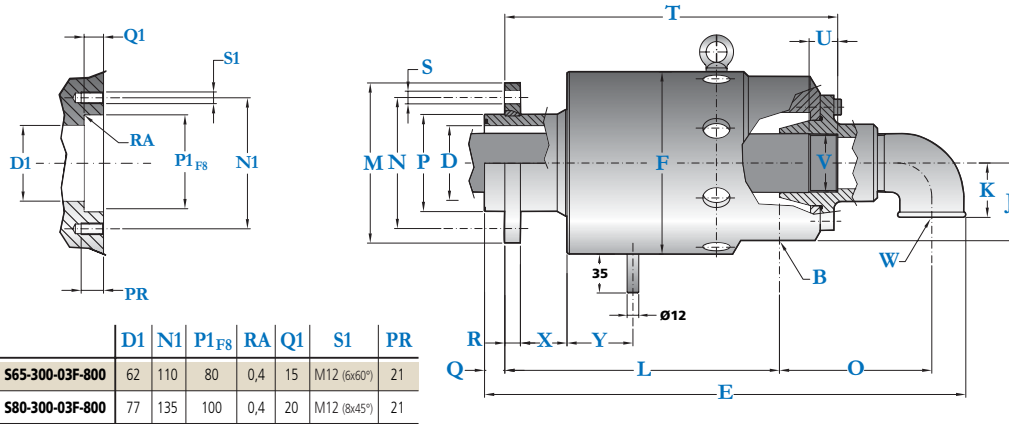 T
Q1
U
S1
S
RA
D1
P1F8
N1
M
N
P
D
F
V
K
J
W
B
PR
35
Ø12
R
X
Y
Q
L
O
E
D1 N1 P1F8 RA Q1 S1 PR
S65-300-03F-800 62 110 80 0,4 15 M12 (6x60°) 21
S80-300-03F-800 77 135 100 0,4 20 M12 (8x45°) 21